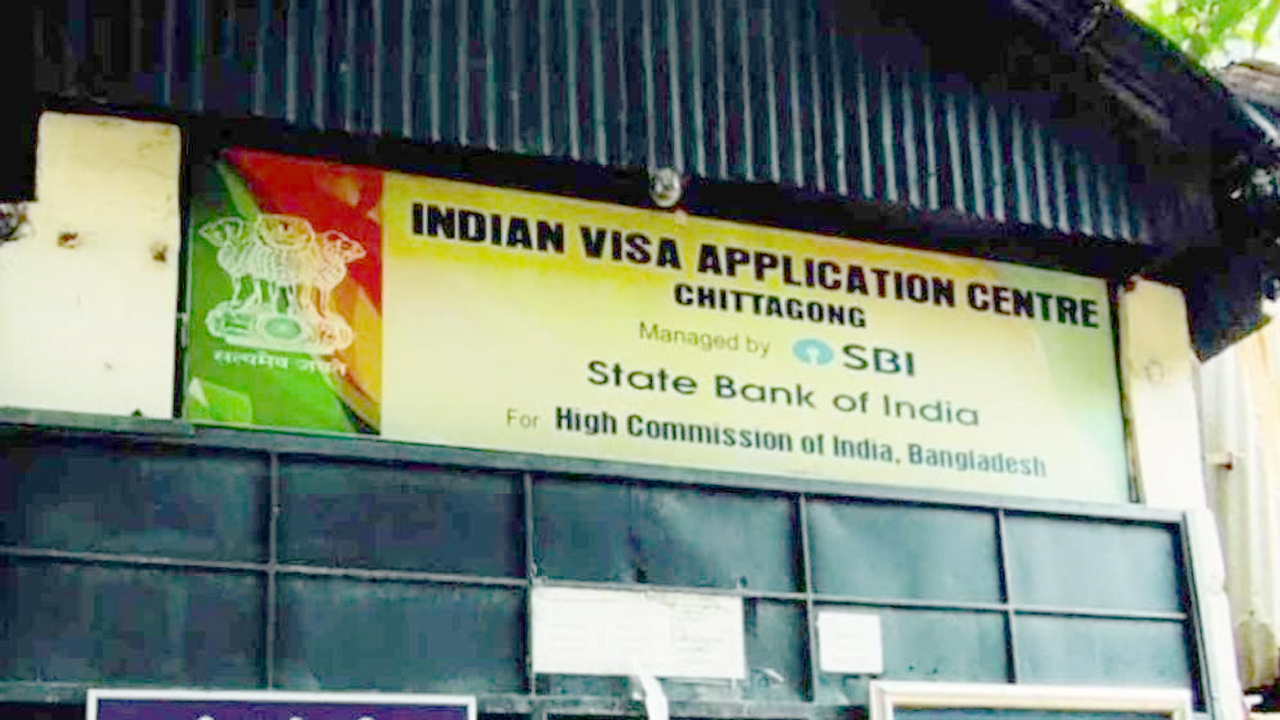 INDIAN VISA APPLICATION CENTRE
CHITTAGONG
Managed by SBI
State Bank of India
For High Commission of India, Bangladesh
सत्यमेव जयते